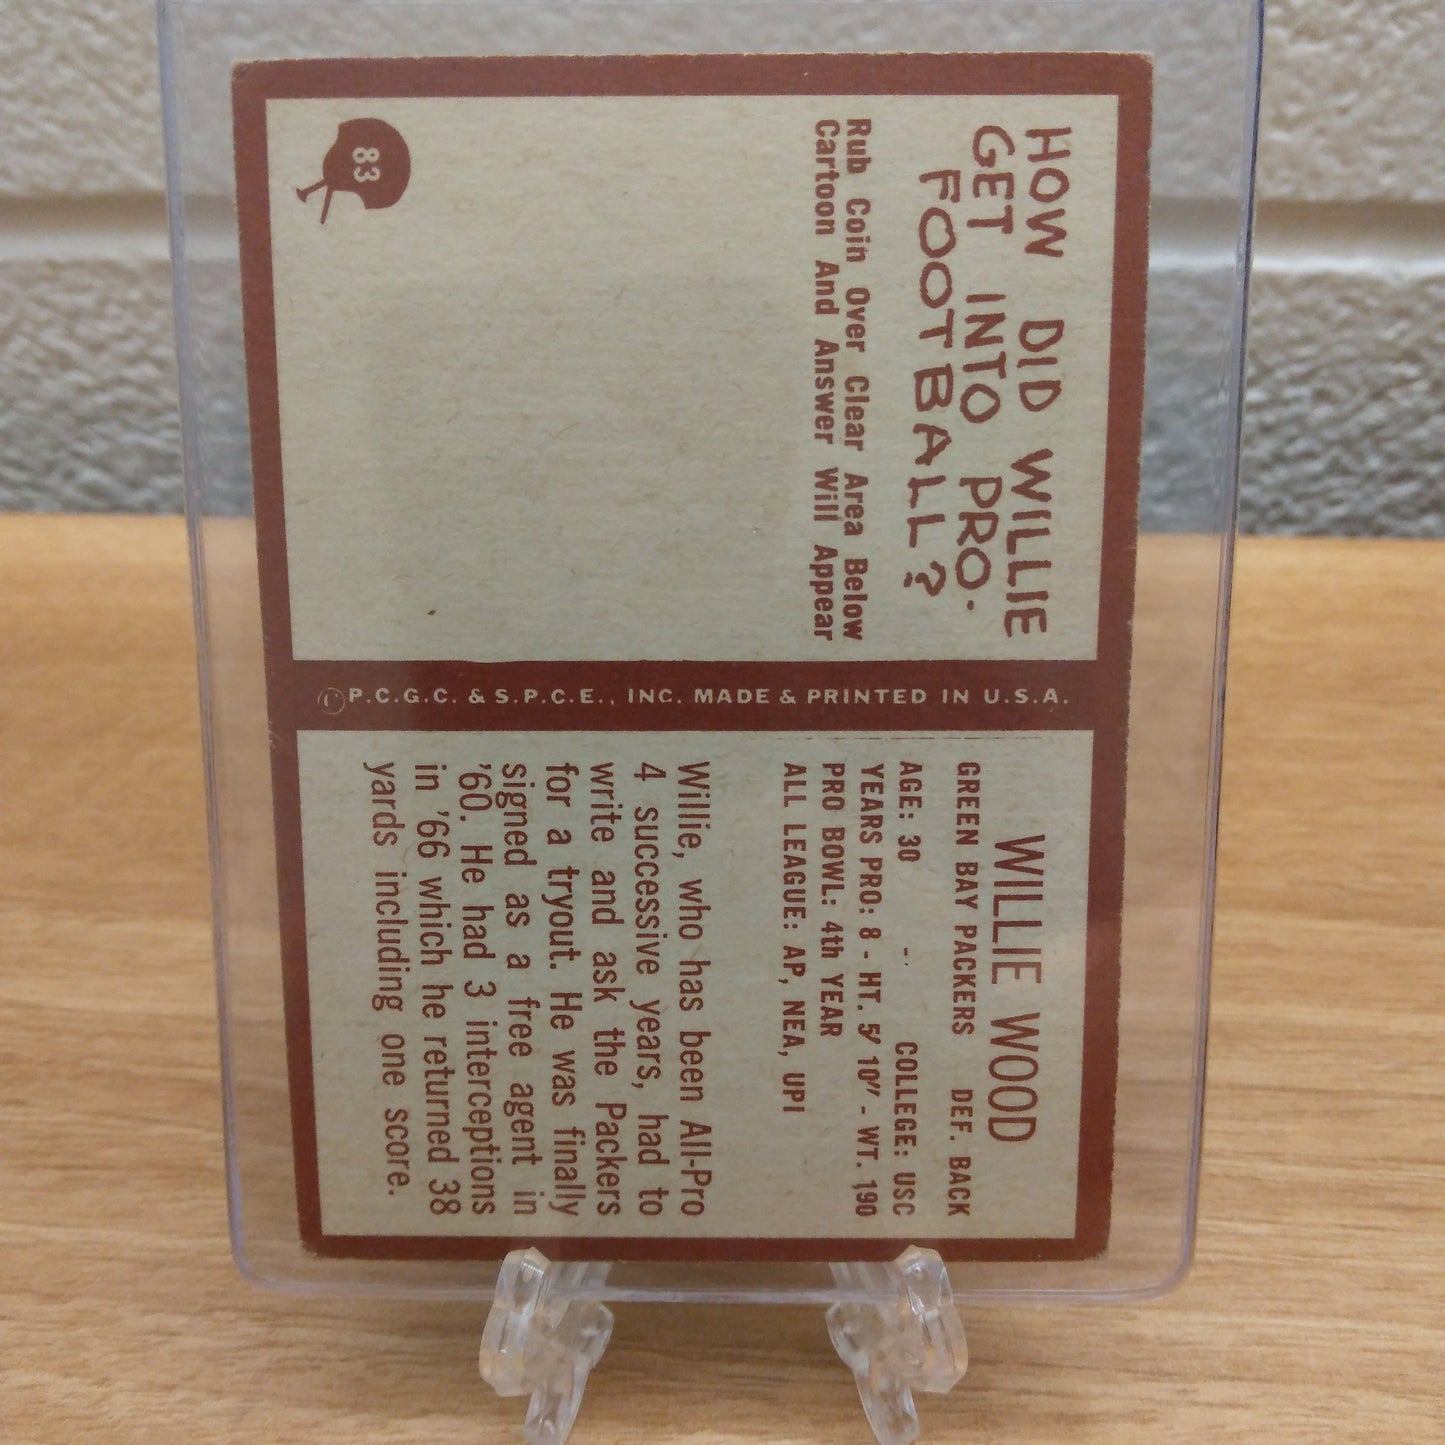 HOW DID WILLIE
GET INTO PRO.
FOOTBALL?
Rub Coin Over Clear Area Below
Cartoon And Answer Will Appear
83
©P.C.G.C. & S.P.C.E., INC. MADE & PRINTED IN U.S.A.
WILLIE WOOD
GREEN BAY PACKERS DEF. BACK
AGE: 30 COLLEGE: USC
YEARS PRO: 8 - HT. 5' 10" - WT. 190
PRO BOWL: 4th YEAR
ALL LEAGUE: AP, NEA, UPI
Willie, who has been All-Pro
4 successive years, had to
write and ask the Packers
for a tryout. He was finally
signed as a free agent in
'60. He had 3 interceptions
in '66 which he returned 38
yards including one score.